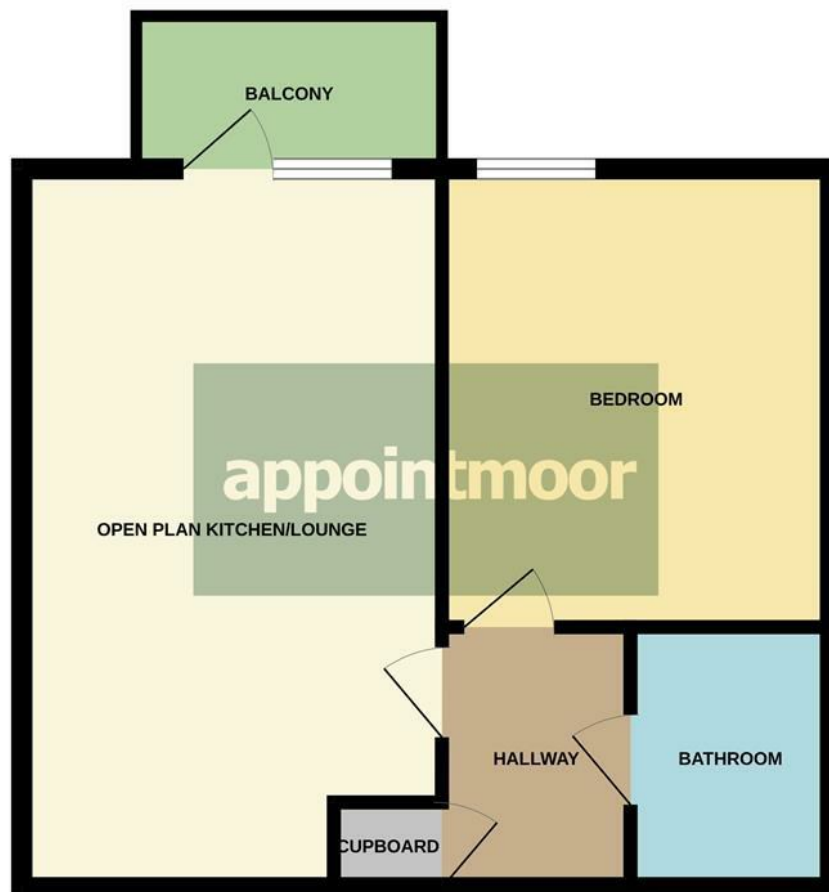 BALCONY
BEDROOM
appointmoor
OPEN PLAN KITCHEN/LOUNGE
HALLWAY
BATHROOM
CUPBOARD